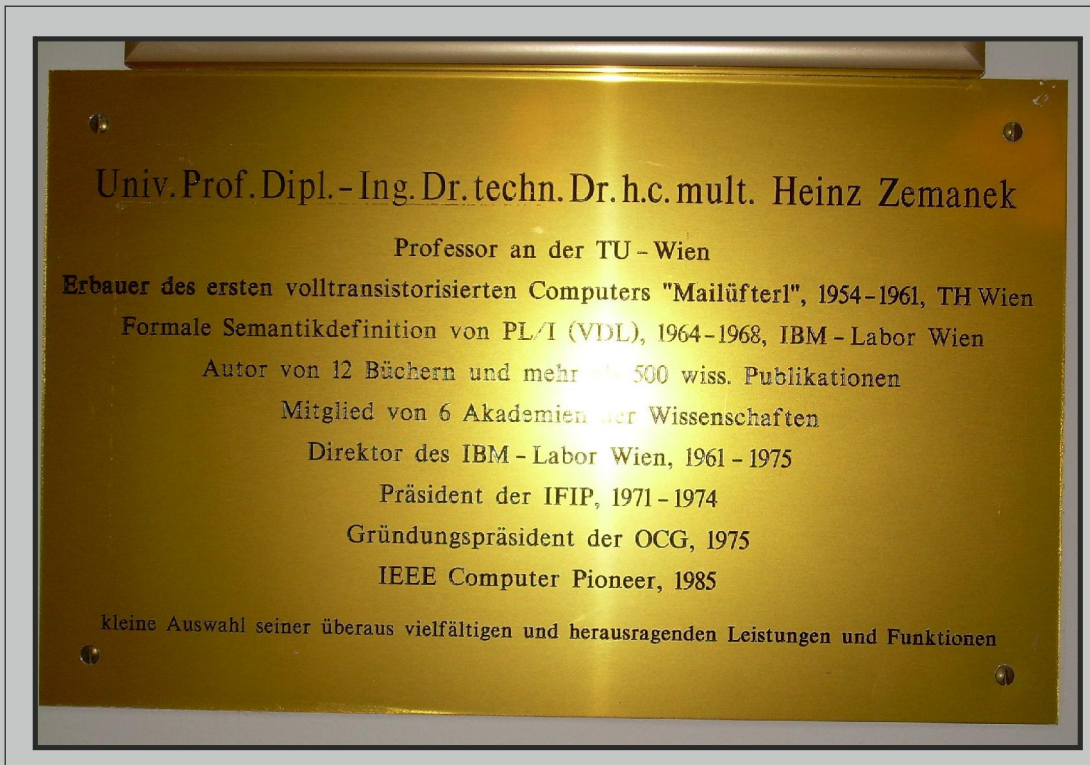 Univ. Prof. Dipl. - Ing. Dr. techn. Dr. h.c. mult. Heinz Zemanek
Professor an der TU - Wien
Erbauer des ersten volltransistorisierten Computers "Mailüfterl", 1954-1961, TH Wien
Formale Semantikdefinition von PL/I (VDL), 1964-1968, IBM - Labor Wien
Autor von 12 Büchern und mehr 500 wiss. Publikationen
Mitglied von 6 Akademien der Wissenschaften
Direktor des IBM - Labor Wien, 1961 - 1975
Präsident der IFIP, 1971 - 1974
Gründungspräsident der OCG, 1975
IEEE Computer Pioneer, 1985
kleine Auswahl seiner überaus vielfältigen und herausragenden Leistungen und Funktionen